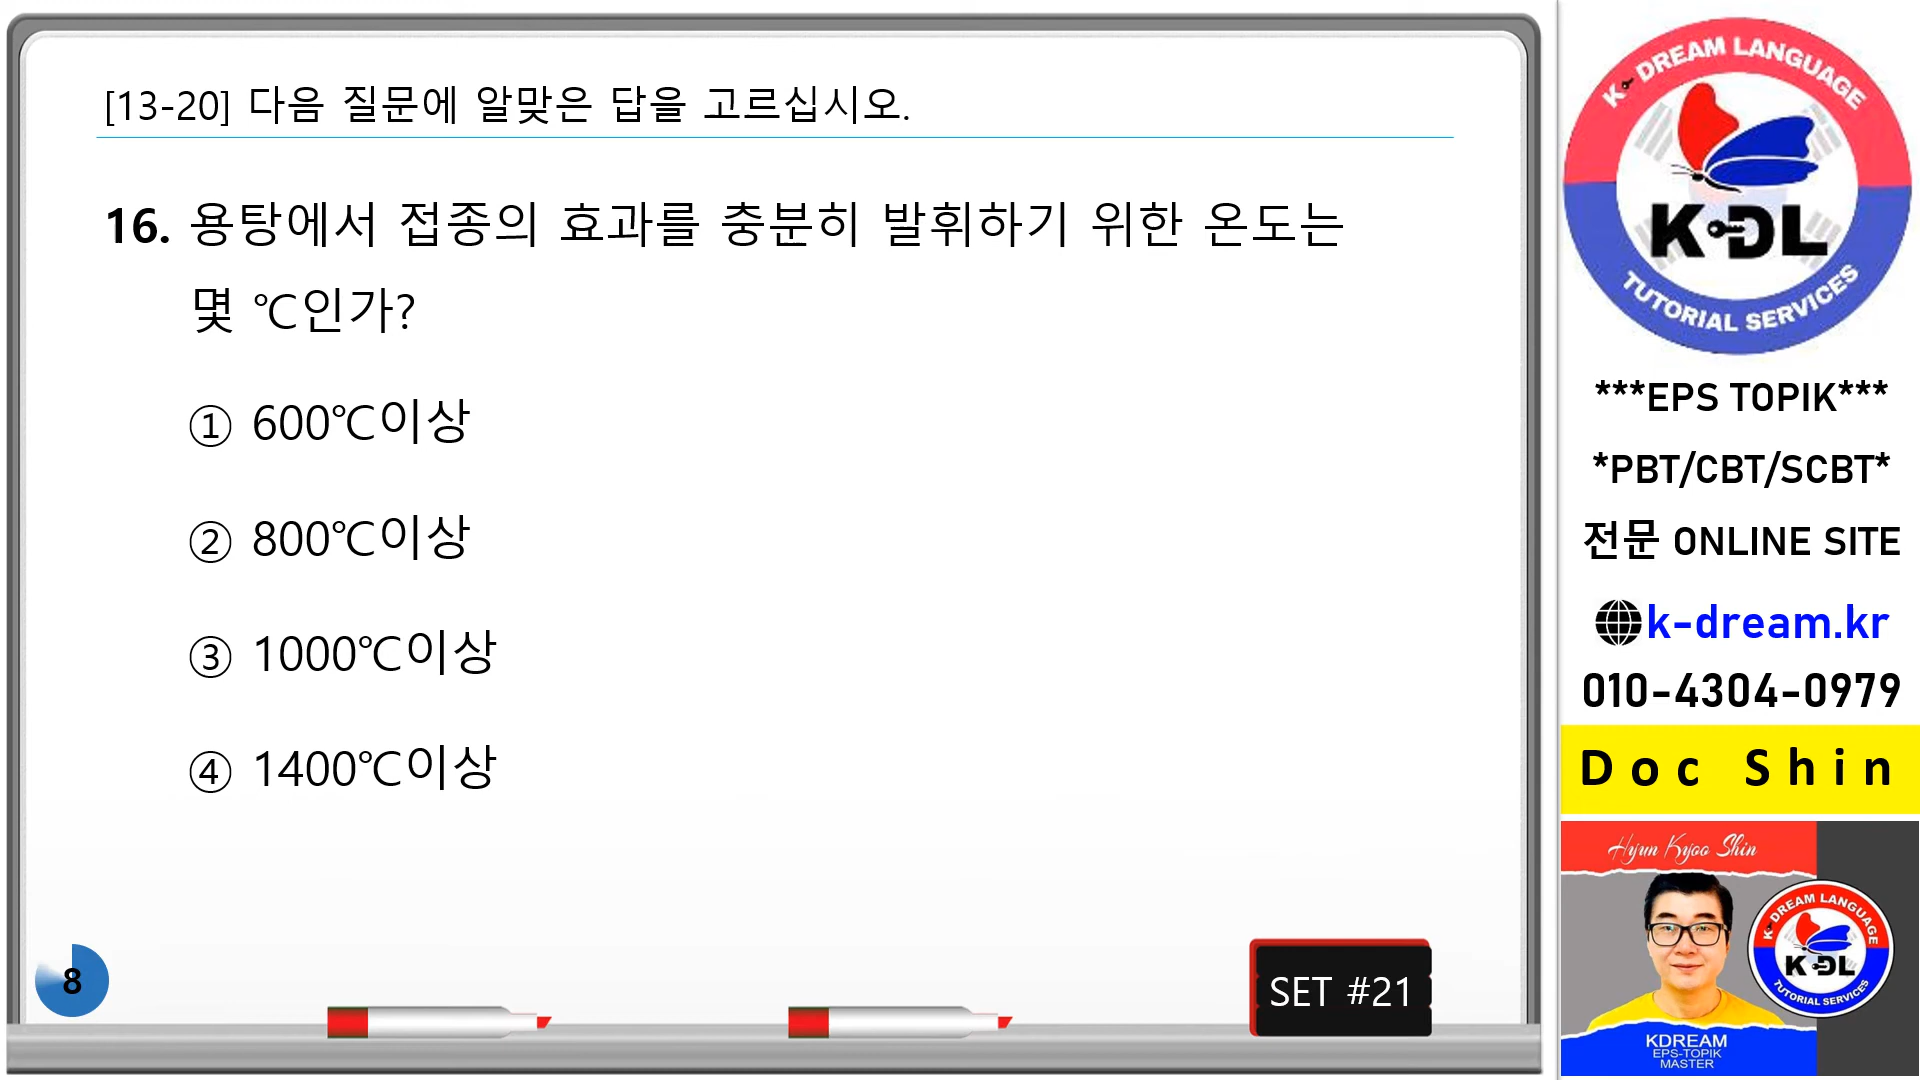 [13-20] 다음 질문에 알맞은 답을 고르십시오.
16. 용탕에서 접종의 효과를 충분히 발휘하기 위한 온도는
몇 ℃인가?
① 600℃이상
② 800℃이상
③ 1000℃이상
④ 1400℃이상
8
SET #21
K DREAM LANGUAGE
K DL
TUTORIAL SERVICES
***EPS TOPIK***
*PBT/CBT/SCBT*
전문 ONLINE SITE
k-dream.kr
010-4304-0979
Doc Shin
Hyun Kyoo Shin
K DREAM LANGUAGE
K DL
TUTORIAL SERVICES
KDREAM
EPS-TOPIK
MASTER